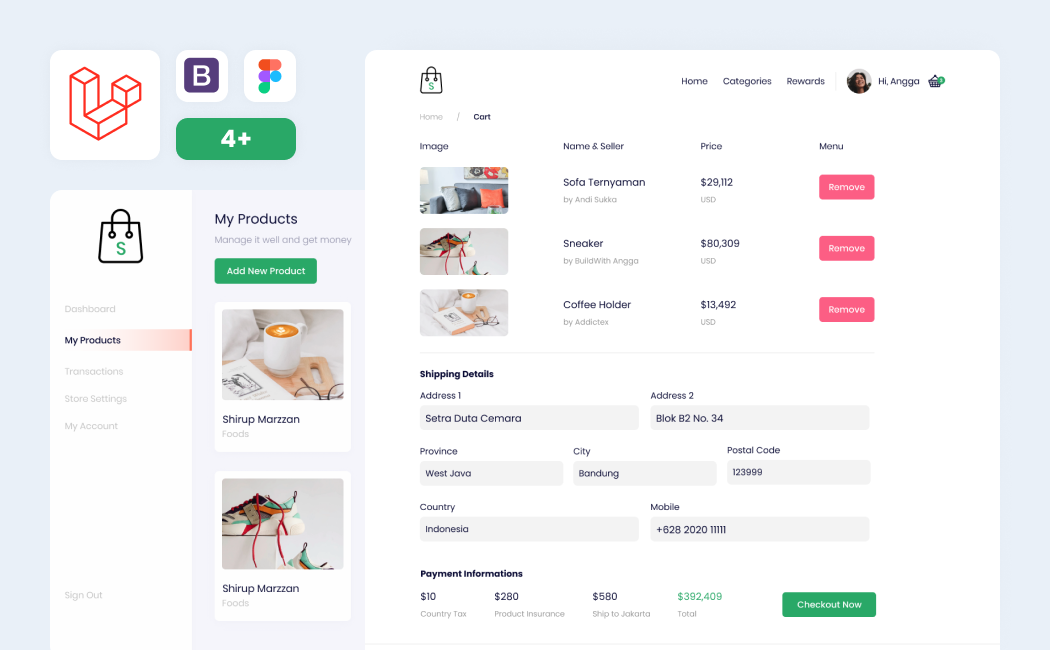 B
4+
S
My Products
Manage it well and get money
Add New Product
Dashboard
My Products
Transactions
Store Settings
My Account
Sign Out
Shirup Marzzan
Foods
Shirup Marzzan
Foods
S
Home Categories Rewards Hi, Angga
Home / Cart
Image Name & Seller Price Menu
Sofa Ternyaman $29,112 Remove
by Andi Sukka USD
Sneaker $80,309 Remove
by BuildWith Angga USD
Coffee Holder $13,492 Remove
by Addictex USD
Shipping Details
Address 1 Address 2
Setra Duta Cemara Blok B2 No. 34
Province City Postal Code
West Java Bandung 123999
Country Mobile
Indonesia +628 2020 11111
Payment Informations
$10 $280 $580 $392,409
Country Tax Product Insurance Ship to Jakarta Total
Checkout Now